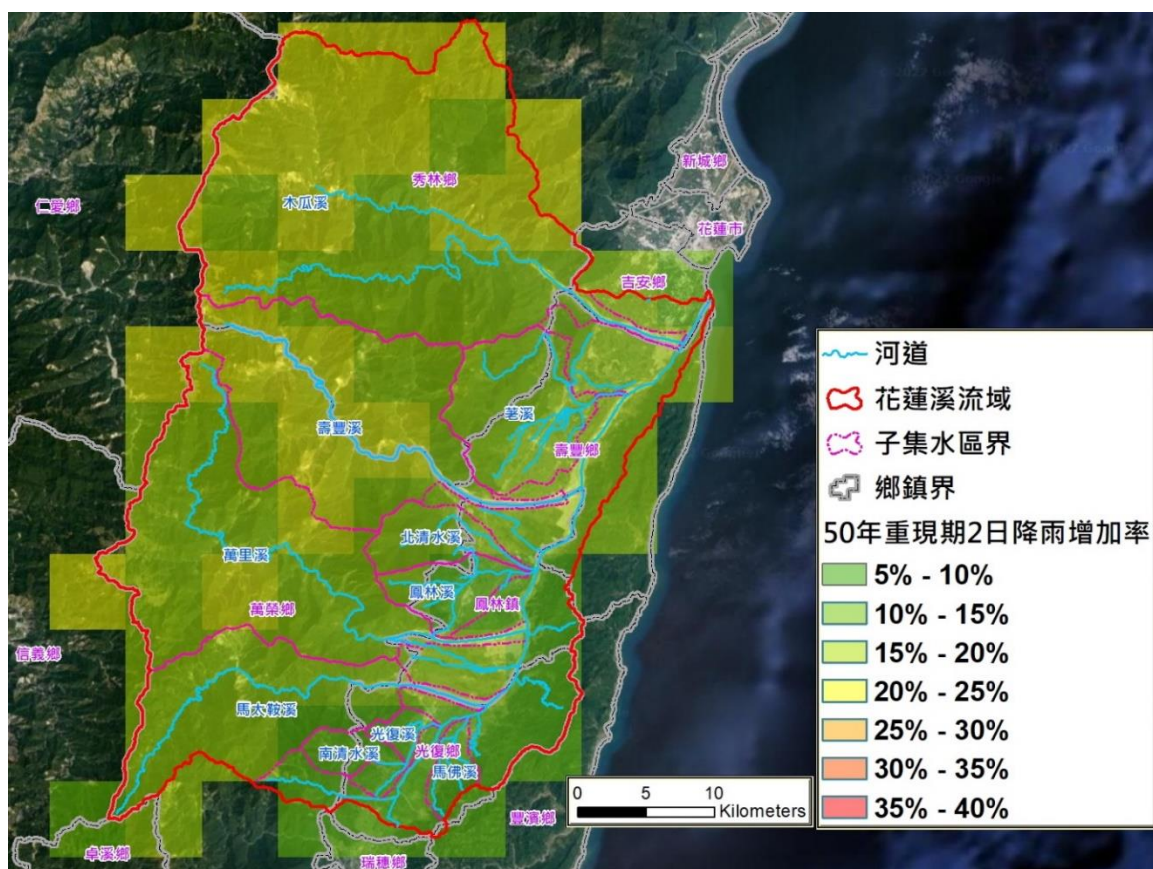 新城鄉
秀林鄉
木瓜溪
仁愛鄉
花蓮市
吉安鄉
荖溪
壽豐溪
壽豐鄉
北清水溪
萬里溪
鳳林溪
鳳林鎮
萬榮鄉
信義鄉
馬太鞍溪
光復溪
南清水溪
光復鄉
馬佛溪
豐濱鄉
卓溪鄉
瑞穗鄉
河道
花蓮溪流域
子集水區界
鄉鎮界
50年重現期2日降雨增加率
5% - 10%
10% - 15%
15% - 20%
20% - 25%
25% - 30%
30% - 35%
35% - 40%
0 5 10
Kilometers